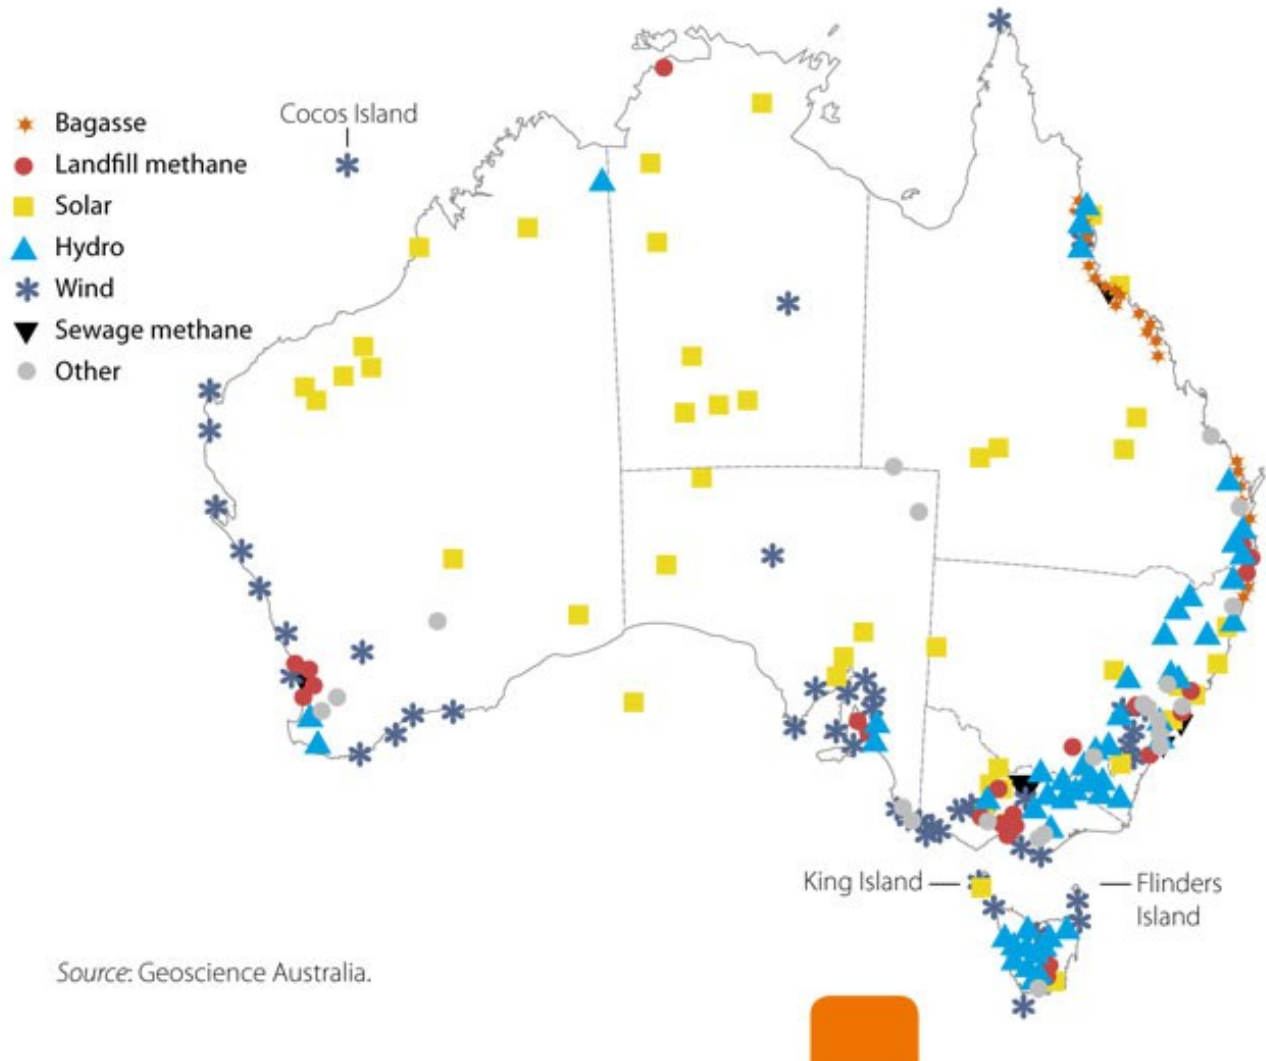 Cocos Island
Bagasse
Landfill methane
Solar
Hydro
Wind
Sewage methane
Other
King Island
Flinders
Island
Source: Geoscience Australia.